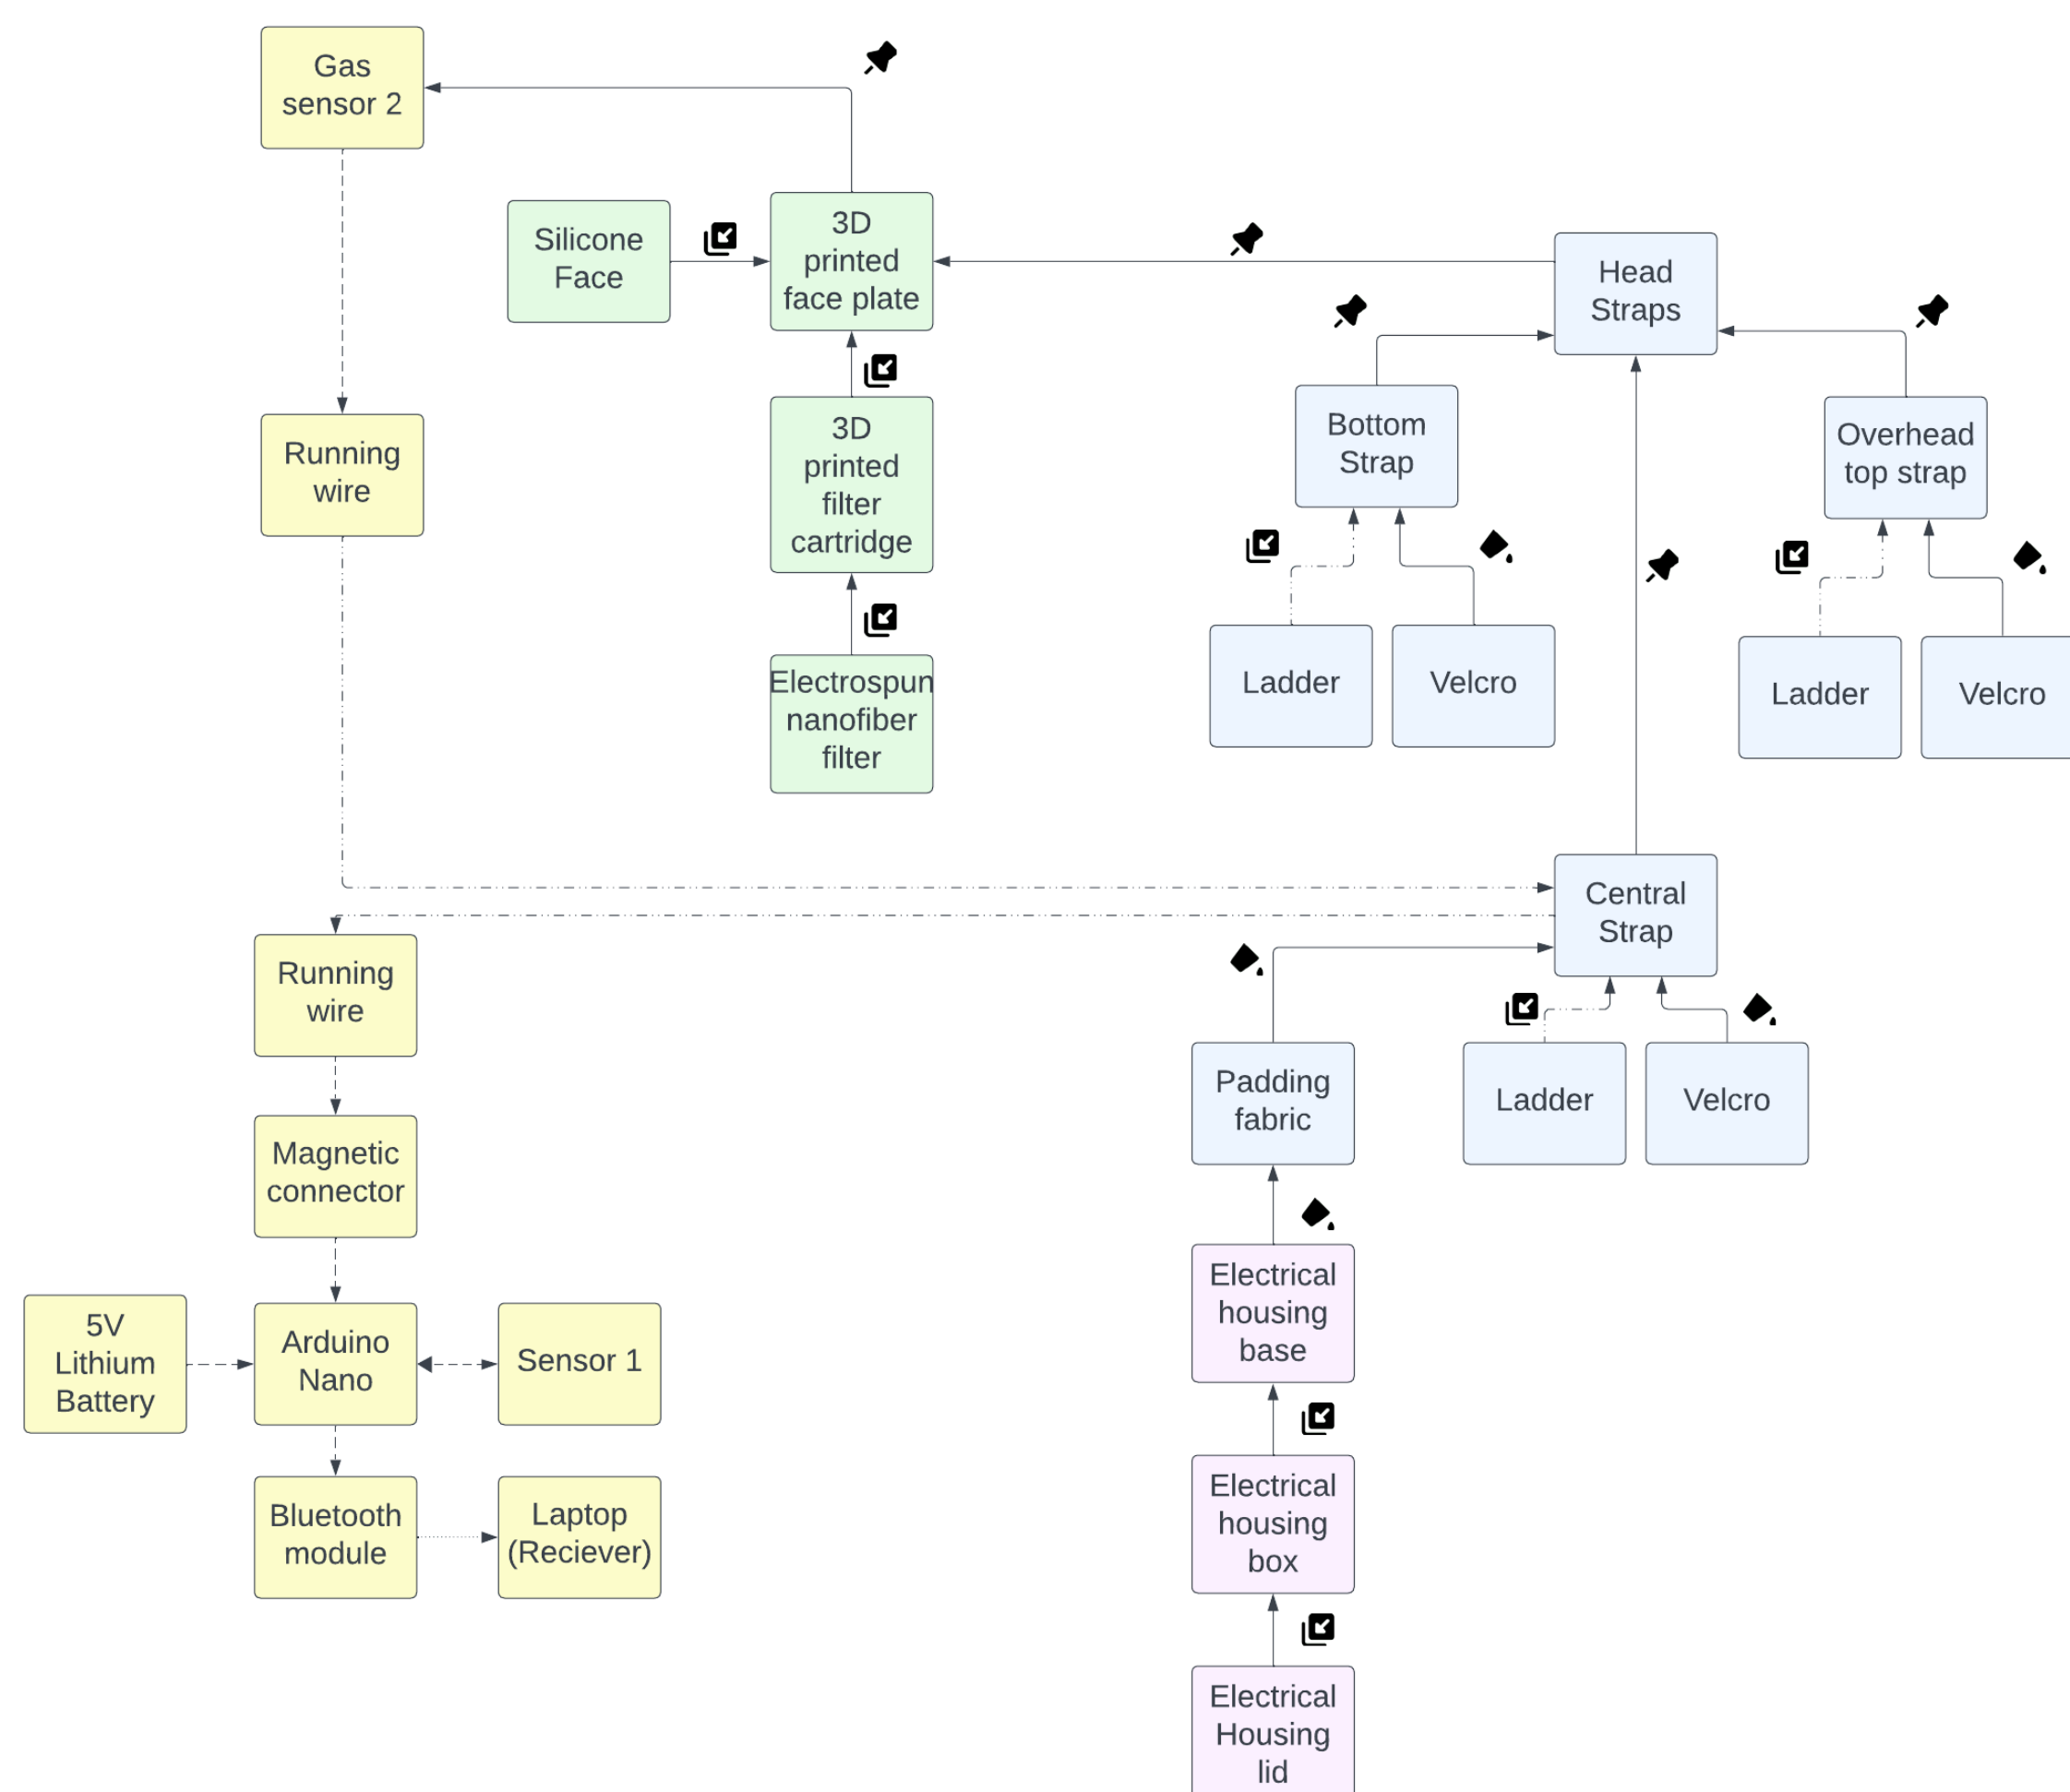 Gas
sensor 2
Silicone
Face
3D
printed
face plate
Head
Straps
Running
wire
3D
printed
filter
cartridge
Bottom
Strap
Overhead
top strap
Electrospun
nanofiber
filter
Ladder
Velcro
Ladder
Velcro
Central
Strap
Running
wire
Padding
fabric
Ladder
Velcro
Magnetic
connector
5V
Lithium
Battery
Arduino
Nano
Sensor 1
Electrical
housing
base
Bluetooth
module
Laptop
(Reciever)
Electrical
housing
box
Electrical
Housing
lid